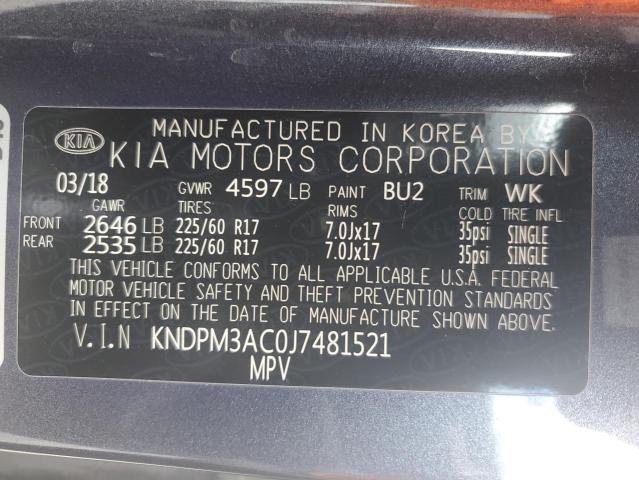 KIA MANUFACTURED IN KOREA BY
KIA MOTORS CORPORATION
03/18 GVWR 4597 LB PAINT BU2 TRIM WK
GAWR TIRES RIMS COLD TIRE INFL
FRONT 2646 LB 225/60 R17 7.0Jx17 35psi SINGLE
REAR 2535 LB 225/60 R17 7.0Jx17 35psi SINGLE
THIS VEHICLE CONFORMS TO ALL APPLICABLE U.S.A. FEDERAL
MOTOR VEHICLE SAFETY AND THEFT PREVENTION STANDARDS
IN EFFECT ON THE DATE OF MANUFACTURE SHOWN ABOVE.
V.I.N KNDPM3AC0J7481521
MPV